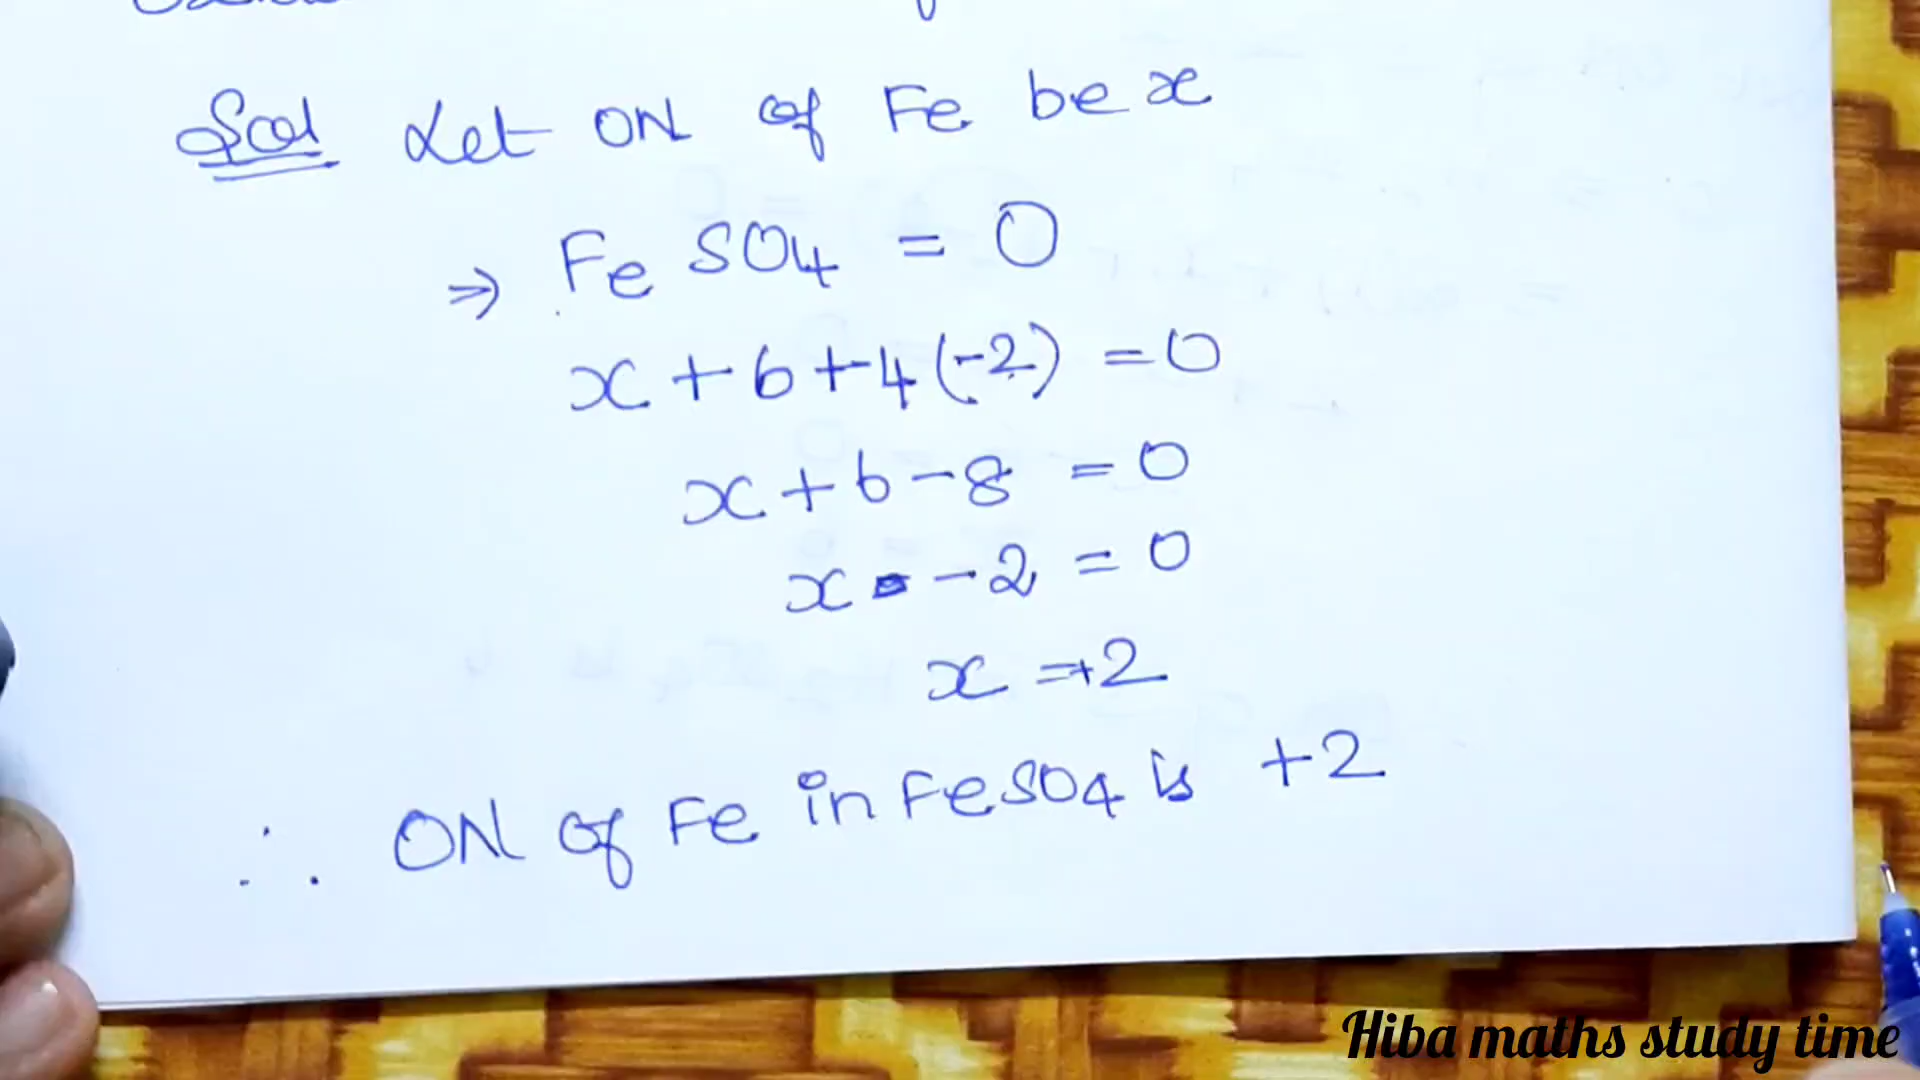 Sol Let ON of Fe be x
⇒ FeSO4 = 0
x + 6 + 4(-2) = 0
x + 6 - 8 = 0
x - 2 = 0
x = +2
∴ ON of Fe in FeSO4 is +2
Hiba maths study time